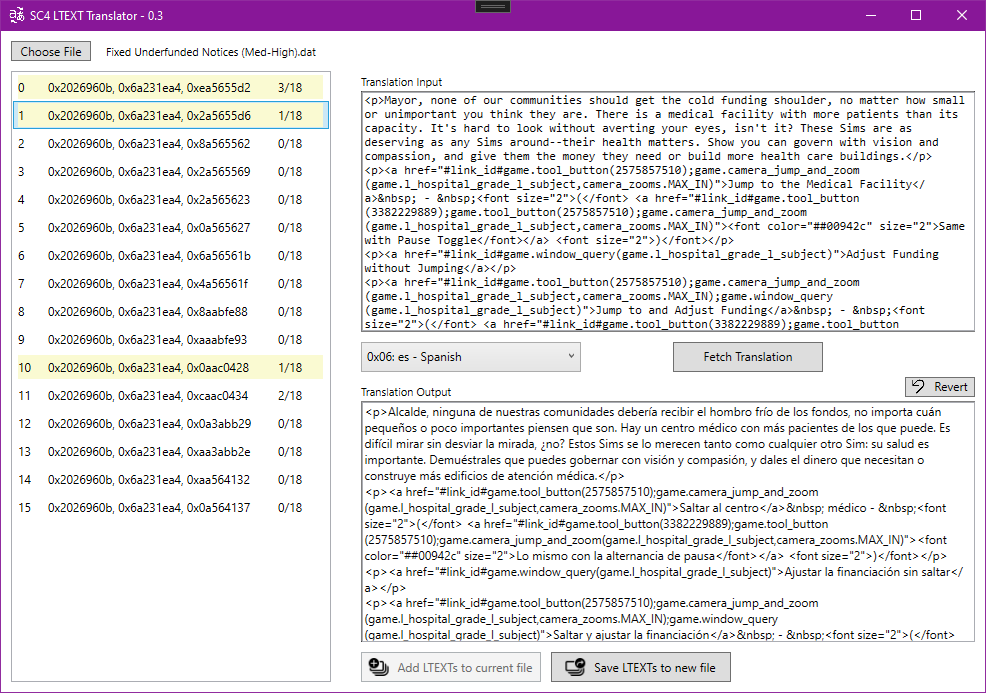 SC4 LTEXT Translator - 0.3
Choose File
Fixed Underfunded Notices (Med-High).dat
0 0x2026960b, 0x6a231ea4, 0xea5655d2 3/18
1 0x2026960b, 0x6a231ea4, 0x2a5655d6 1/18
2 0x2026960b, 0x6a231ea4, 0x8a565562 0/18
3 0x2026960b, 0x6a231ea4, 0x2a565569 0/18
4 0x2026960b, 0x6a231ea4, 0x2a565623 0/18
5 0x2026960b, 0x6a231ea4, 0x0a565627 0/18
6 0x2026960b, 0x6a231ea4, 0x6a56561b 0/18
7 0x2026960b, 0x6a231ea4, 0x4a56561f 0/18
8 0x2026960b, 0x6a231ea4, 0x8aabfe88 0/18
9 0x2026960b, 0x6a231ea4, 0xaaabfe93 0/18
10 0x2026960b, 0x6a231ea4, 0x0aac0428 1/18
11 0x2026960b, 0x6a231ea4, 0xcaac0434 2/18
12 0x2026960b, 0x6a231ea4, 0x0a3abb29 0/18
13 0x2026960b, 0x6a231ea4, 0xaa3abb2e 0/18
14 0x2026960b, 0x6a231ea4, 0xaa564132 0/18
15 0x2026960b, 0x6a231ea4, 0x0a564137 0/18
Translation Input
<p>Mayor, none of our communities should get the cold funding shoulder, no matter how small
or unimportant you think they are. There is a medical facility with more patients than its
capacity. It's hard to look without averting your eyes, isn't it? These Sims are as
deserving as any Sims around--their health matters. Show you can govern with vision and
compassion, and give them the money they need or build more health care buildings.</p>
<p><a href="#link_id#game.tool_button(2575857510);game.camera_jump_and_zoom
(game.l_hospital_grade_l_subject,camera_zooms.MAX_IN)">Jump to the Medical Facility</
a>&nbsp; - &nbsp;<font size="2">(</font> <a href="#link_id#game.tool_button
(3382229889);game.tool_button(2575857510);game.camera_jump_and_zoom
(game.l_hospital_grade_l_subject,camera_zooms.MAX_IN)"><font color="##00942c" size="2">Same
with Pause Toggle</font></a> <font size="2">)</font></p>
<p><a href="#link_id#game.window_query(game.l_hospital_grade_l_subject)">Adjust Funding
without Jumping</a></p>
<p><a href="#link_id#game.tool_button(2575857510);game.camera_jump_and_zoom
(game.l_hospital_grade_l_subject,camera_zooms.MAX_IN);game.window_query
(game.l_hospital_grade_l_subject)">Jump to and Adjust Funding</a>&nbsp; - &nbsp;<font
size="2">(</font> <a href="#link_id#game.tool_button(3382229889);game.tool_button
0x06: es - Spanish
Fetch Translation
Translation Output
Revert
<p>Alcalde, ninguna de nuestras comunidades debería recibir el hombro frío de los fondos, no importa cuán
pequeños o poco importantes piensen que son. Hay un centro médico con más pacientes de los que puede. Es
difícil mirar sin desviar la mirada, ¿no? Estos Sims se lo merecen tanto como cualquier otro Sim: su salud es
importante. Demuéstrales que puedes gobernar con visión y compasión, y dales el dinero que necesitan o
construye más edificios de atención médica.</p>
<p><a href="#link_id#game.tool_button(2575857510);game.camera_jump_and_zoom
(game.l_hospital_grade_l_subject,camera_zooms.MAX_IN)">Saltar al centro</a>&nbsp; médico - &nbsp;<font
size="2">(</font> <a href="#link_id#game.tool_button(3382229889);game.tool_button
(2575857510);game.camera_jump_and_zoom(game.l_hospital_grade_l_subject,camera_zooms.MAX_IN)"><font
color="##00942c" size="2">Lo mismo con la alternancia de pausa</font></a> <font size="2">)</font></p>
<p><a href="#link_id#game.window_query(game.l_hospital_grade_l_subject)">Ajustar la financiación sin saltar</
a></p>
<p><a href="#link_id#game.tool_button(2575857510);game.camera_jump_and_zoom
(game.l_hospital_grade_l_subject,camera_zooms.MAX_IN);game.window_query
(game.l_hospital_grade_l_subject)">Saltar y ajustar la financiación</a>&nbsp; - &nbsp;<font size="2">(</font>
Add LTEXTs to current file
Save LTEXTs to new file